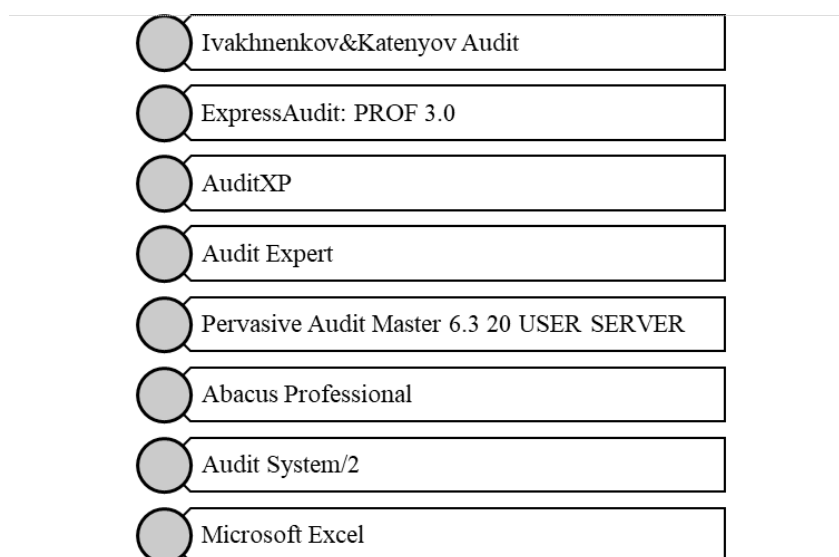 Ivakhnenkov&Katenyov Audit
ExpressAudit: PROF 3.0
AuditXP
Audit Expert
Pervasive Audit Master 6.3 20 USER SERVER
Abacus Professional
Audit System/2
Microsoft Excel